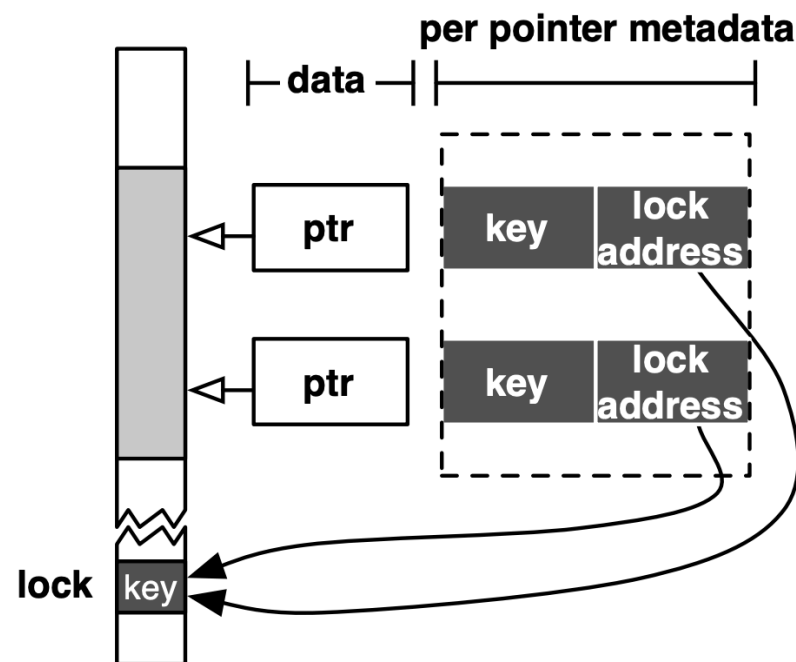 per pointer metadata
data
ptr
key
lock
address
ptr
key
lock
address
lock
key